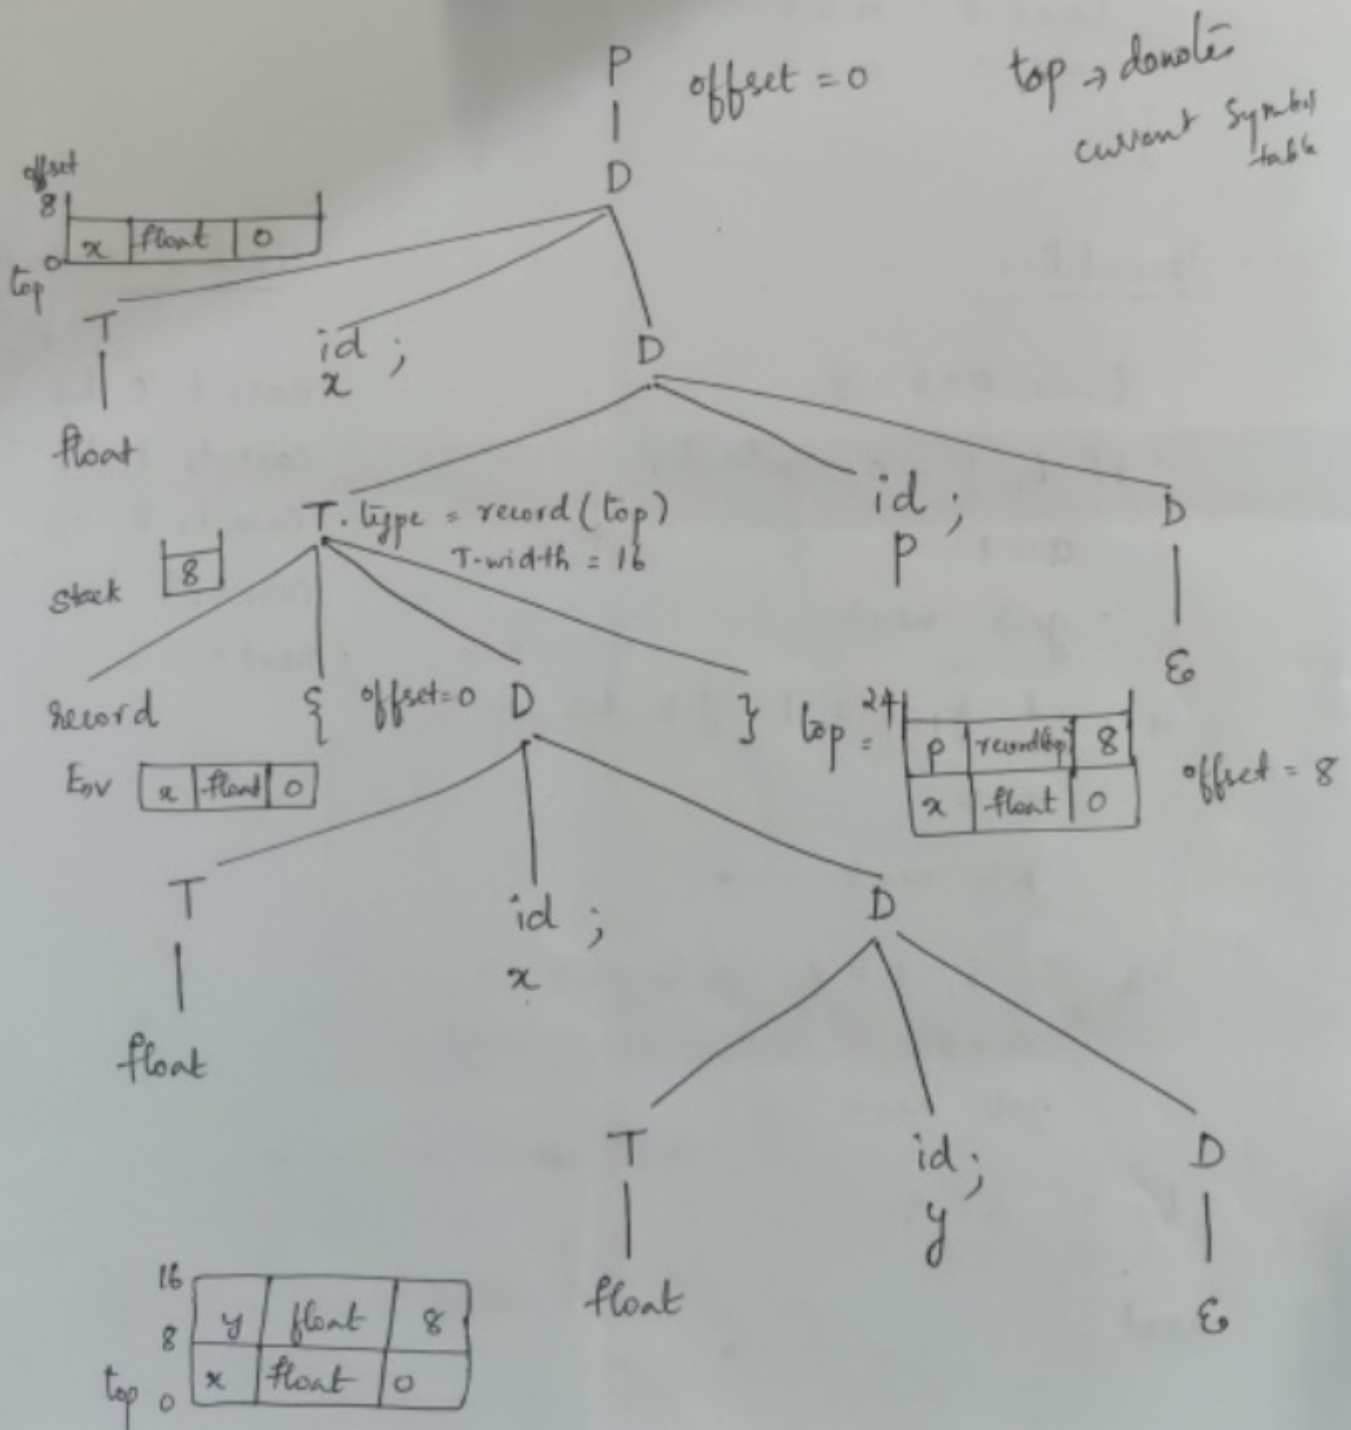 P offset = 0
top → donotes
current Symbol
table
D
offset
8
x float 0
0
top
T
id ;
x
D
float
T. type = record (top)
T.width = 16
id ;
p
D
Stack 8
ε
record
{ offset=0 D
} top = 24
p record(top) 8
x float 0
offset = 8
Env x float 0
T
id ;
x
D
float
T
id ;
y
D
float
ε
16
y float 8
8
x float 0
top 0